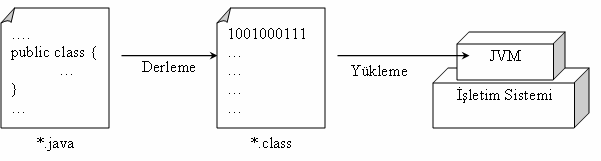 ....
public class {
...
}
...
*.java
Derleme
1001000111
...
...
...
...
*.class
Yükleme
JVM
İşletim Sistemi